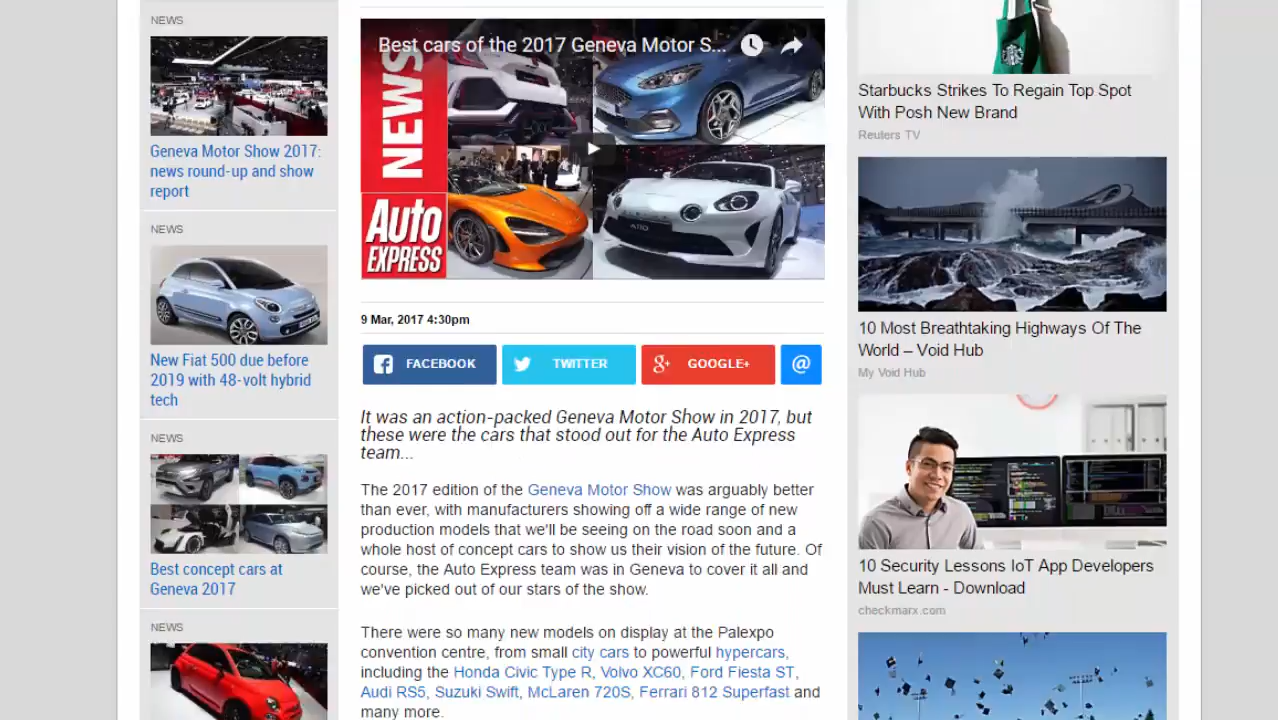 NEWS
Geneva Motor Show 2017:
news round-up and show
report
NEWS
New Fiat 500 due before
2019 with 48-volt hybrid
tech
NEWS
Best concept cars at
Geneva 2017
NEWS
Best cars of the 2017 Geneva Motor S...
NEWS
Auto
EXPRESS
A110
9 Mar, 2017 4:30pm
FACEBOOK
TWITTER
GOOGLE+
@
It was an action-packed Geneva Motor Show in 2017, but
these were the cars that stood out for the Auto Express
team...
The 2017 edition of the Geneva Motor Show was arguably better
than ever, with manufacturers showing off a wide range of new
production models that we'll be seeing on the road soon and a
whole host of concept cars to show us their vision of the future. Of
course, the Auto Express team was in Geneva to cover it all and
we've picked out of our stars of the show.
There were so many new models on display at the Palexpo
convention centre, from small city cars to powerful hypercars,
including the Honda Civic Type R, Volvo XC60, Ford Fiesta ST,
Audi RS5, Suzuki Swift, McLaren 720S, Ferrari 812 Superfast and
many more.
Starbucks Strikes To Regain Top Spot
With Posh New Brand
Reuters TV
10 Most Breathtaking Highways Of The
World – Void Hub
My Void Hub
10 Security Lessons IoT App Developers
Must Learn - Download
checkmarx.com